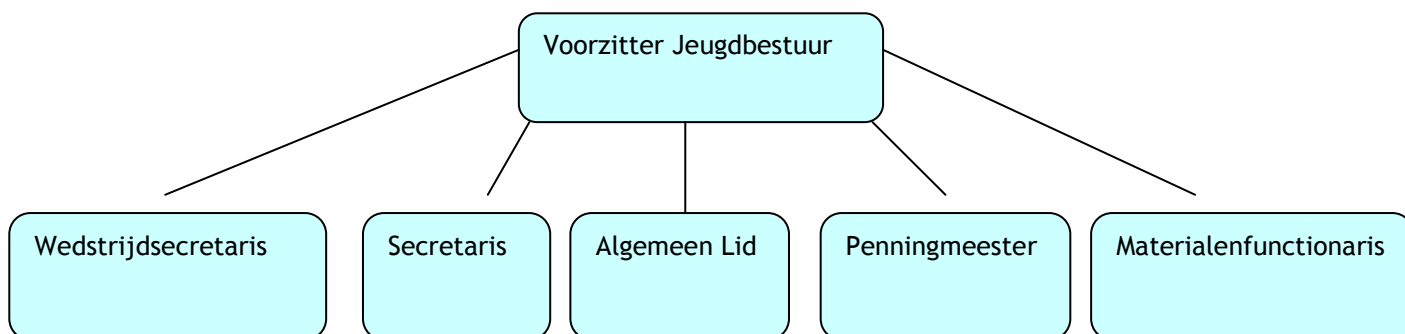 Voorzitter Jeugdbestuur
Wedstrijdsecretaris
Secretaris
Algemeen Lid
Penningmeester
Materialenfunctionaris